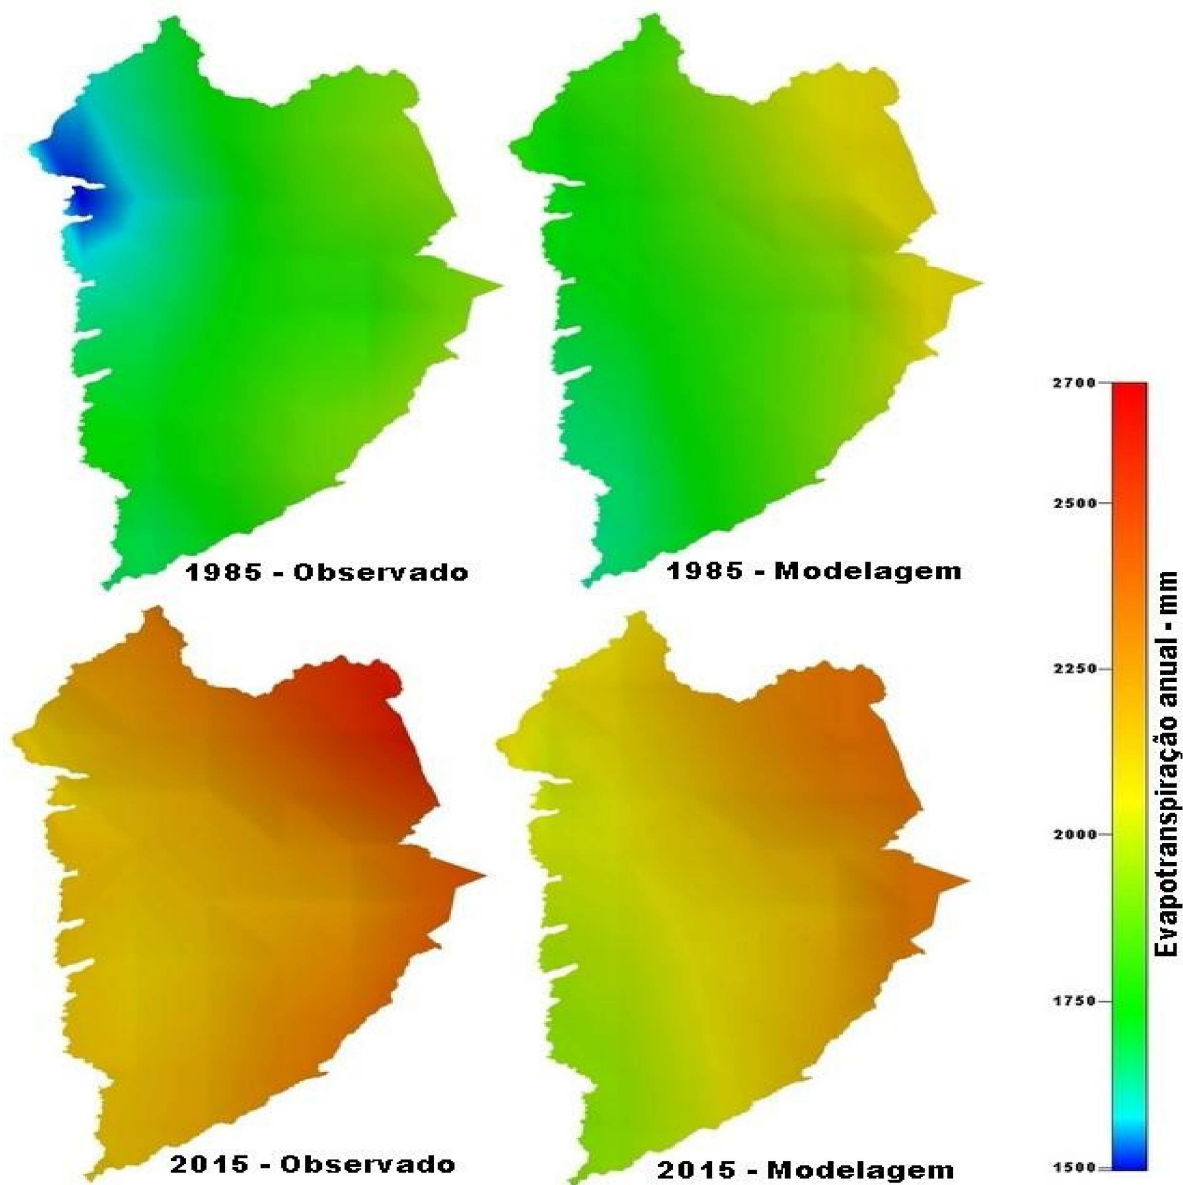 1985 - Observado
1985 - Modelagem
2015 - Observado
2015 - Modelagem
2700
2500
2250
2000
1750
1500
Evapotranspiração anual - mm